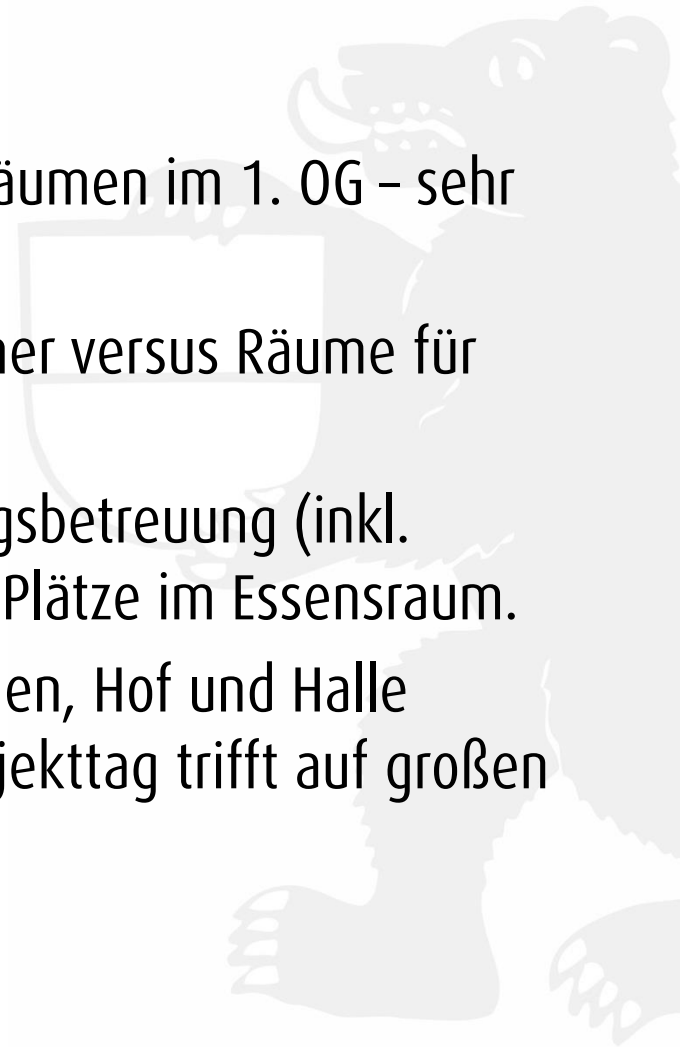 äumen im 1. OG – sehr
ner versus Räume für
gsbetreuung (inkl.
Plätze im Essensraum.
en, Hof und Halle
jekttag trifft auf großen